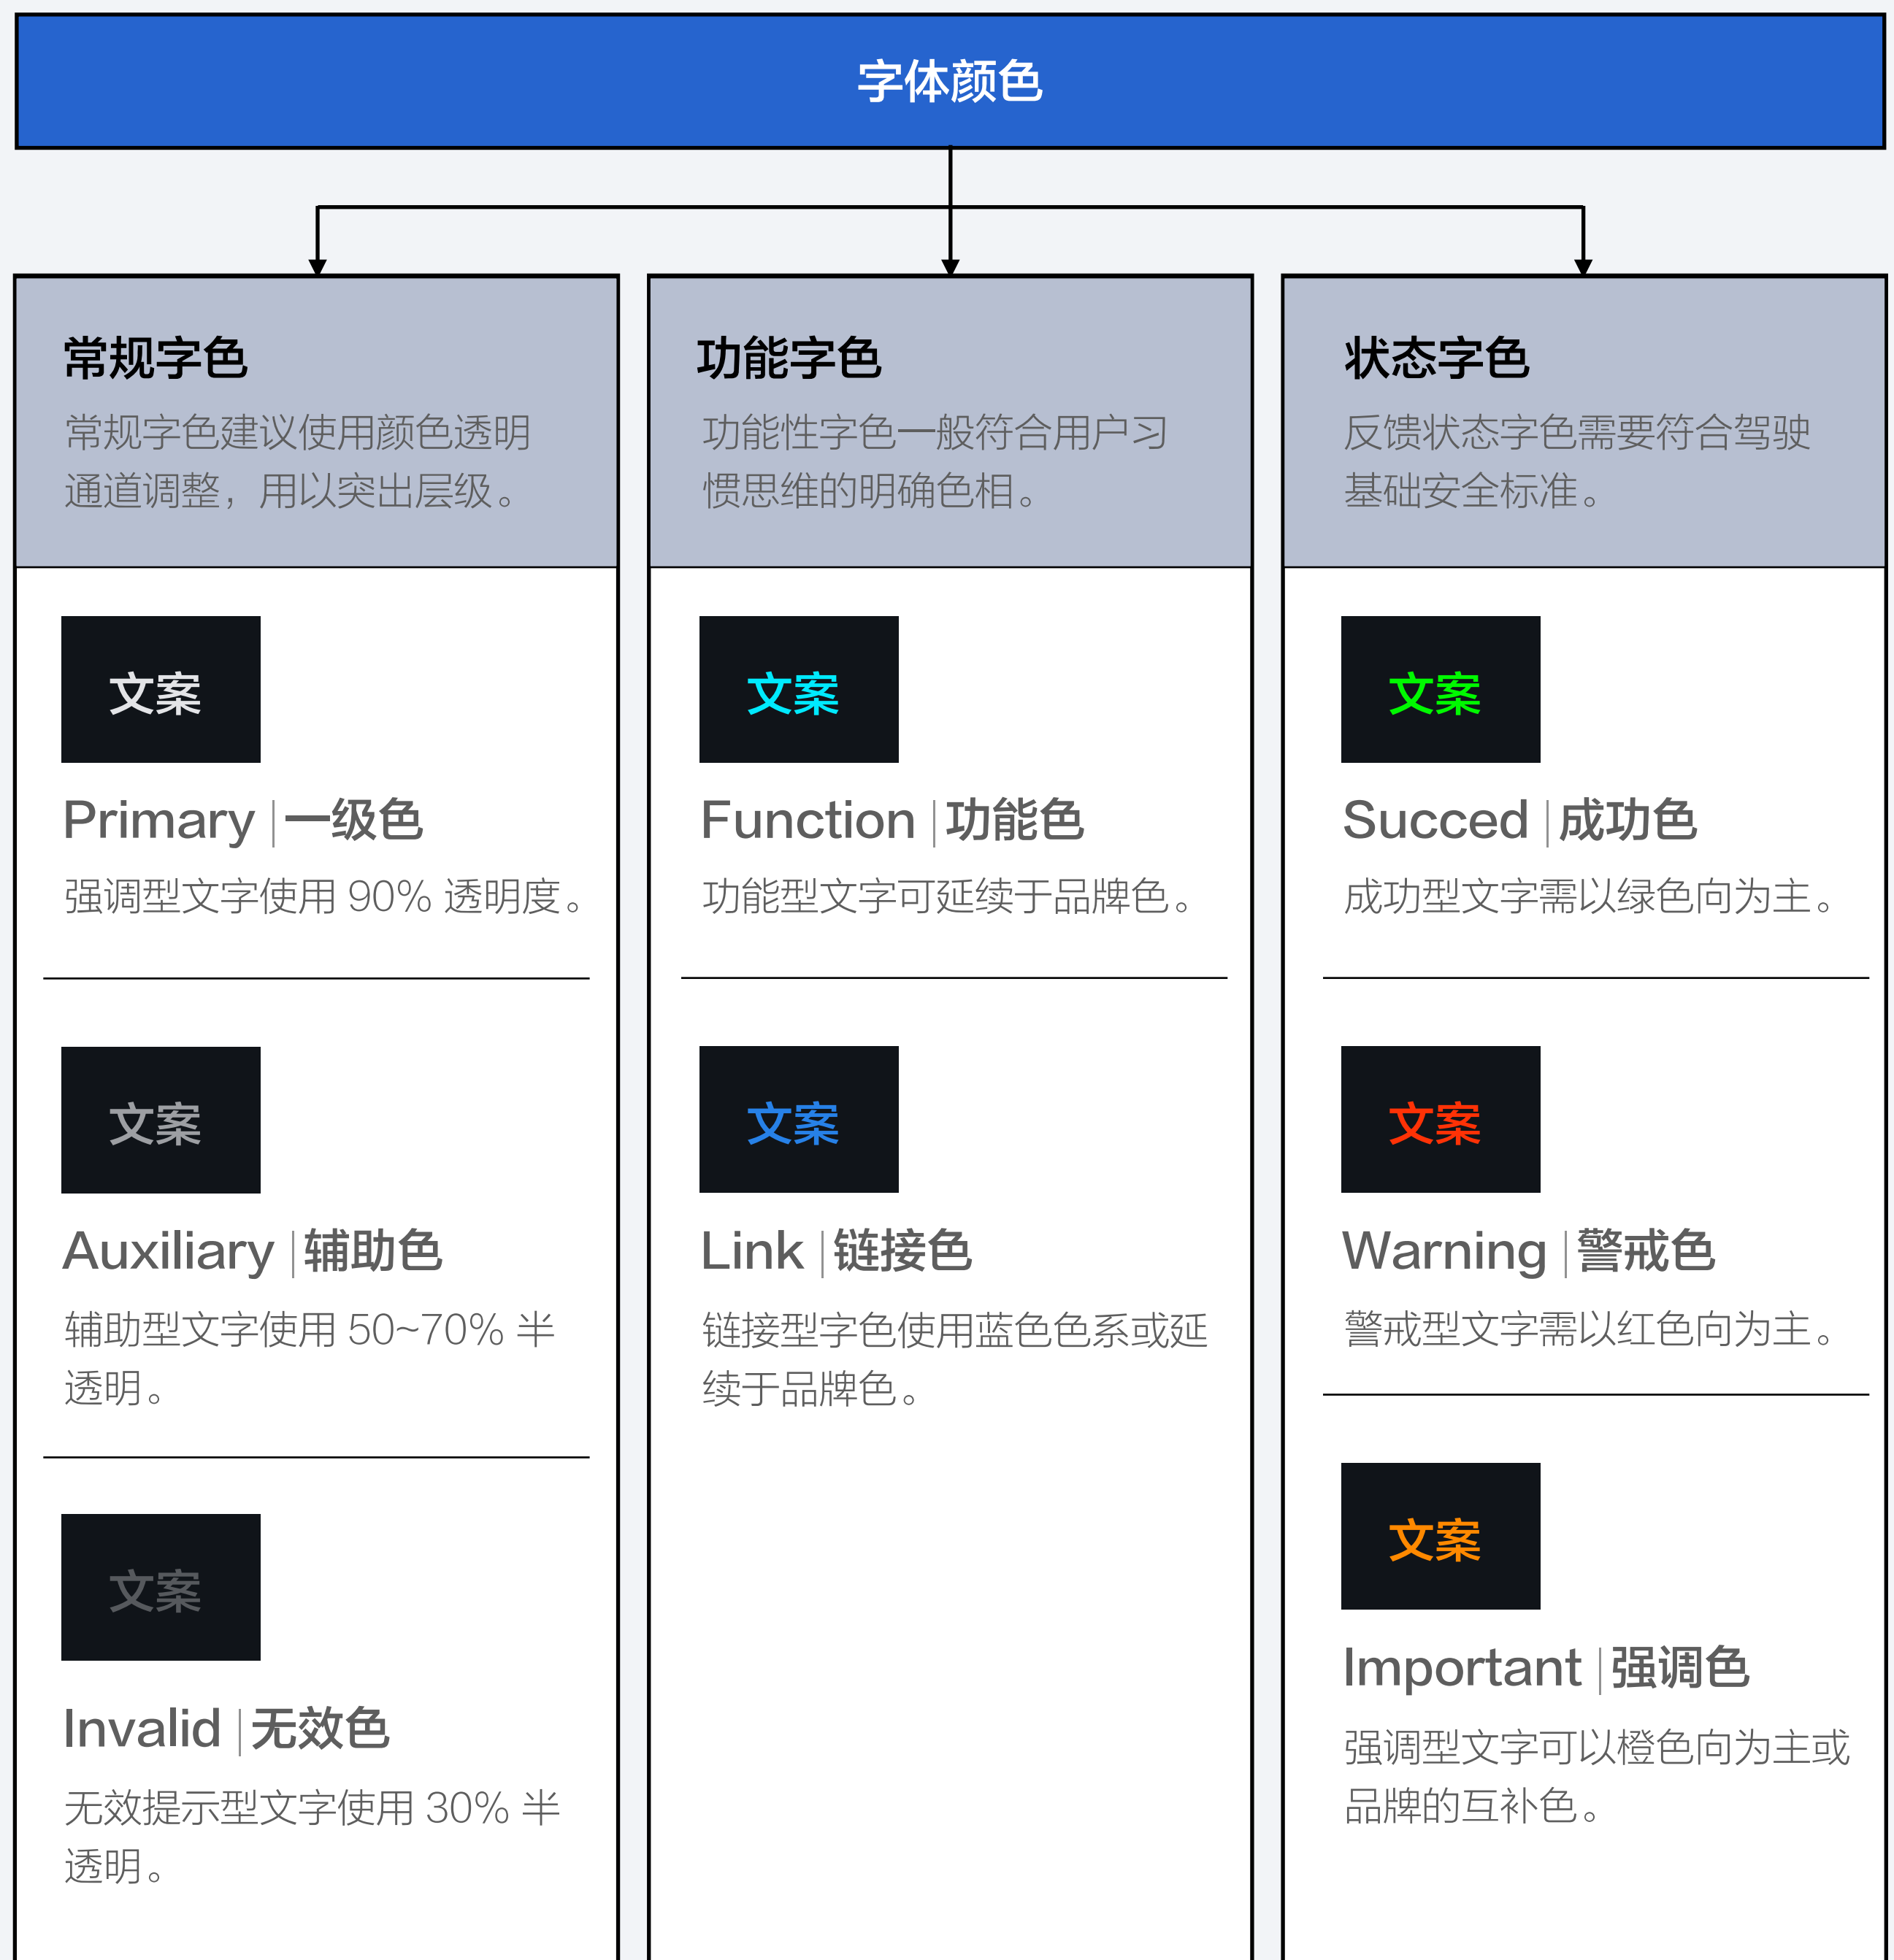 字体颜色
常规字色
常规字色建议使用颜色透明
通道调整，用以突出层级。
文案
Primary |一级色
强调型文字使用 90% 透明度。
文案
Auxiliary |辅助色
辅助型文字使用 50~70% 半
透明。
文案
Invalid |无效色
无效提示型文字使用 30% 半
透明。
功能字色
功能性字色一般符合用户习
惯思维的明确色相。
文案
Function |功能色
功能型文字可延续于品牌色。
文案
Link |链接色
链接型字色使用蓝色色系或延
续于品牌色。
状态字色
反馈状态字色需要符合驾驶
基础安全标准。
文案
Succed |成功色
成功型文字需以绿色向为主。
文案
Warning |警戒色
警戒型文字需以红色向为主。
文案
Important |强调色
强调型文字可以橙色向为主或
品牌的互补色。